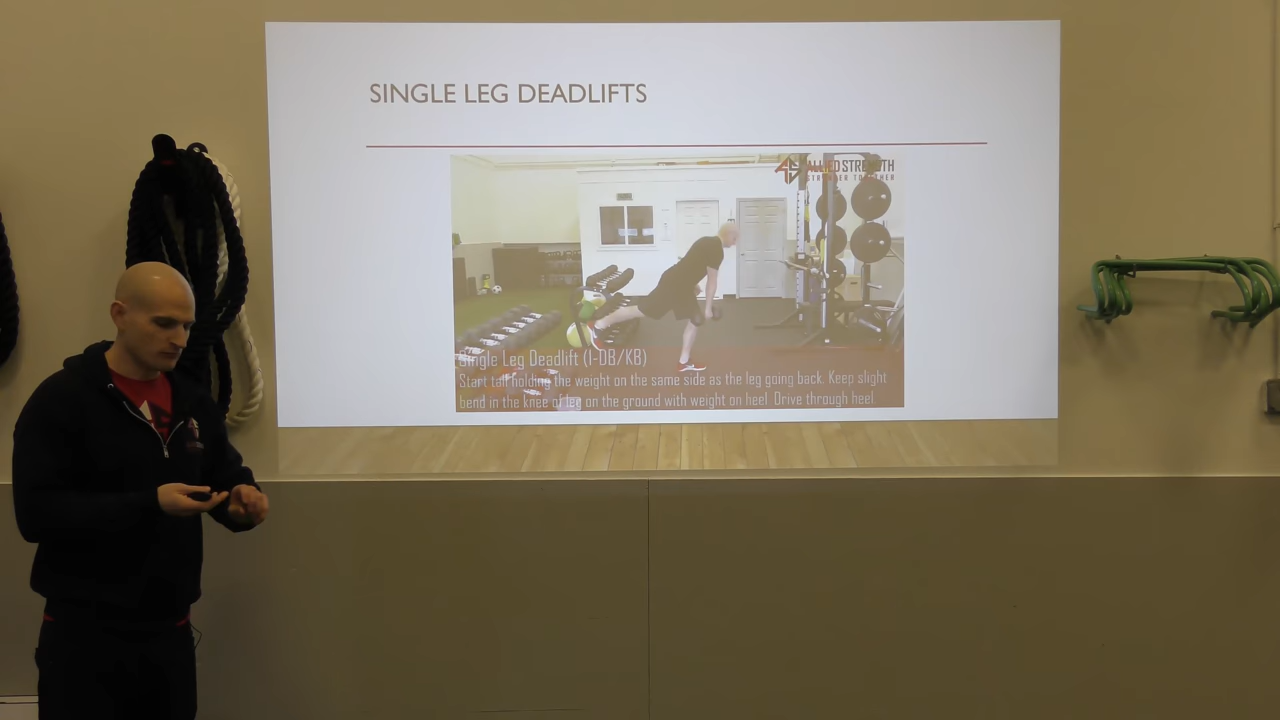 SINGLE LEG DEADLIFTS
ALLIED STRENGTH
STRONGER TOGETHER
Single Leg Deadlift (1-DB/KB)
Start tall holding the weight on the same side as the leg going back. Keep slight
bend in the knee of leg on the ground with weight on heel. Drive through heel.